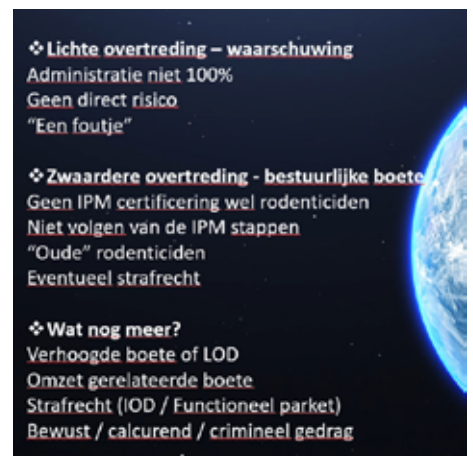 ❖Lichte overtreding – waarschuwing
Administratie niet 100%
Geen direct risico
“Een foutje”
❖Zwaardere overtreding - bestuurlijke boete
Geen IPM certificering wel rodenticiden
Niet volgen van de IPM stappen
“Oude” rodenticiden
Eventueel strafrecht
❖Wat nog meer?
Verhoogde boete of LOD
Omzet gerelateerde boete
Strafrecht (IOD / Functioneel parket)
Bewust / calcurend / crimineel gedrag